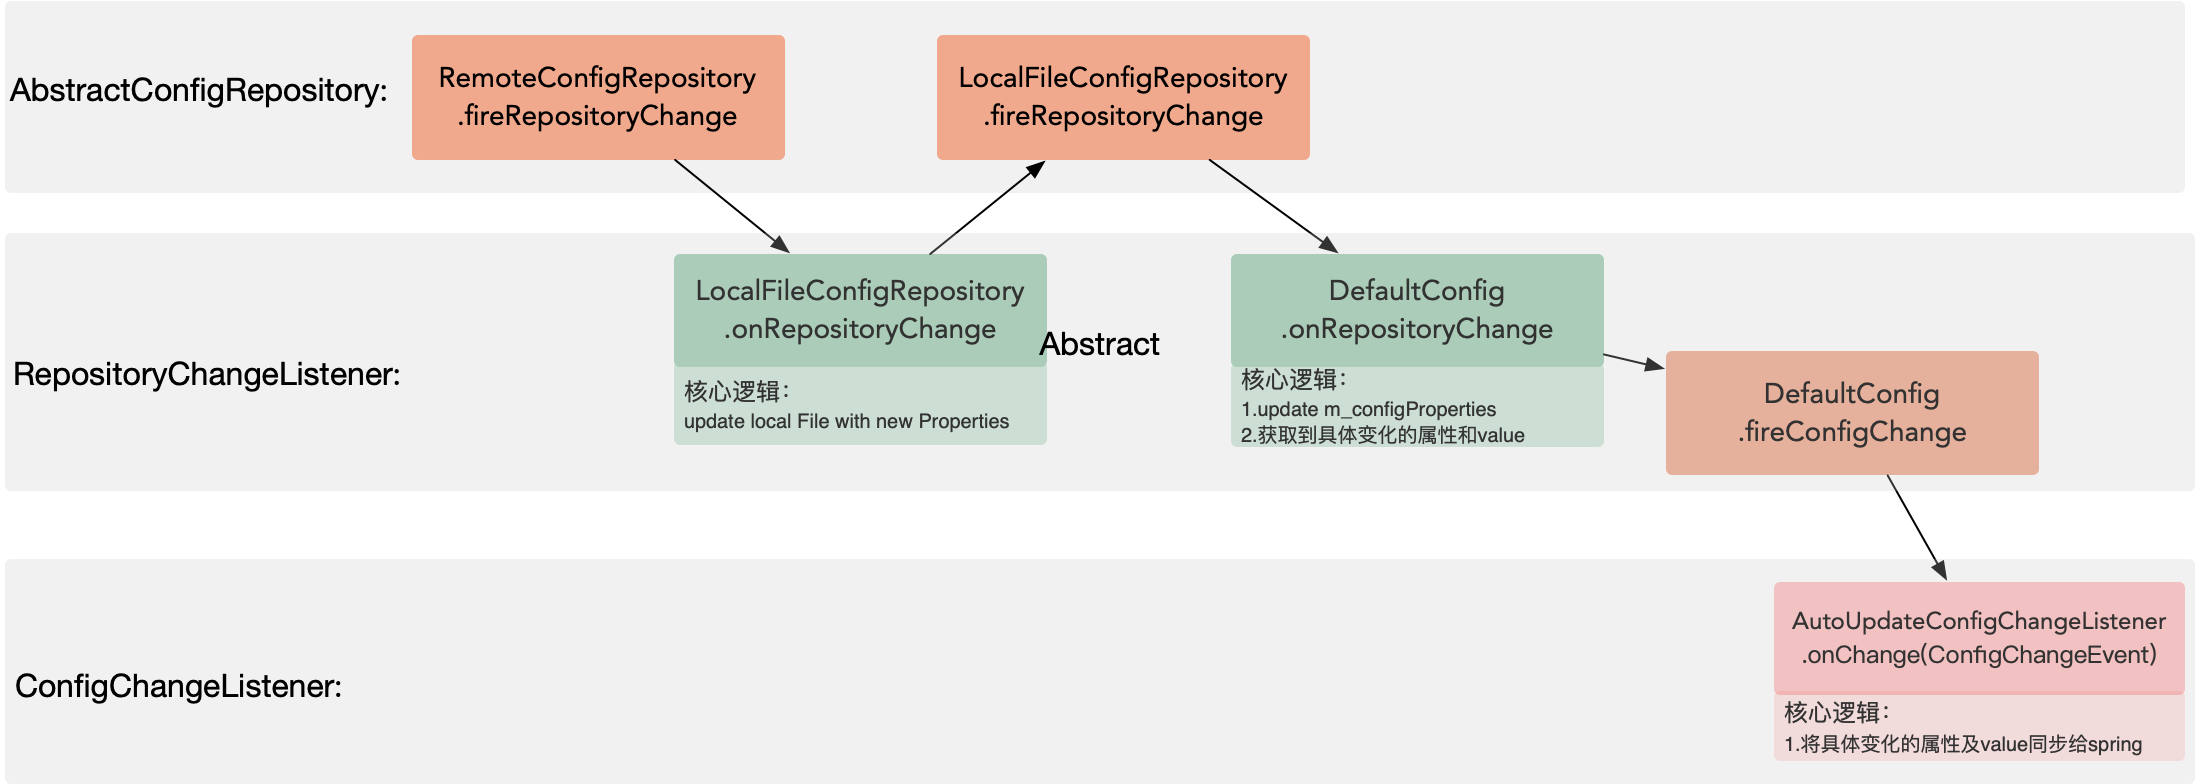 AbstractConfigRepository:
RemoteConfigRepository
.fireRepositoryChange
LocalFileConfigRepository
.fireRepositoryChange
RepositoryChangeListener:
LocalFileConfigRepository
.onRepositoryChange
核心逻辑：
update local File with new Properties
Abstract
DefaultConfig
.onRepositoryChange
核心逻辑：
1.update m_configProperties
2.获取到具体变化的属性和value
DefaultConfig
.fireConfigChange
ConfigChangeListener:
AutoUpdateConfigChangeListener
.onChange(ConfigChangeEvent)
核心逻辑：
1.将具体变化的属性及value同步给spring